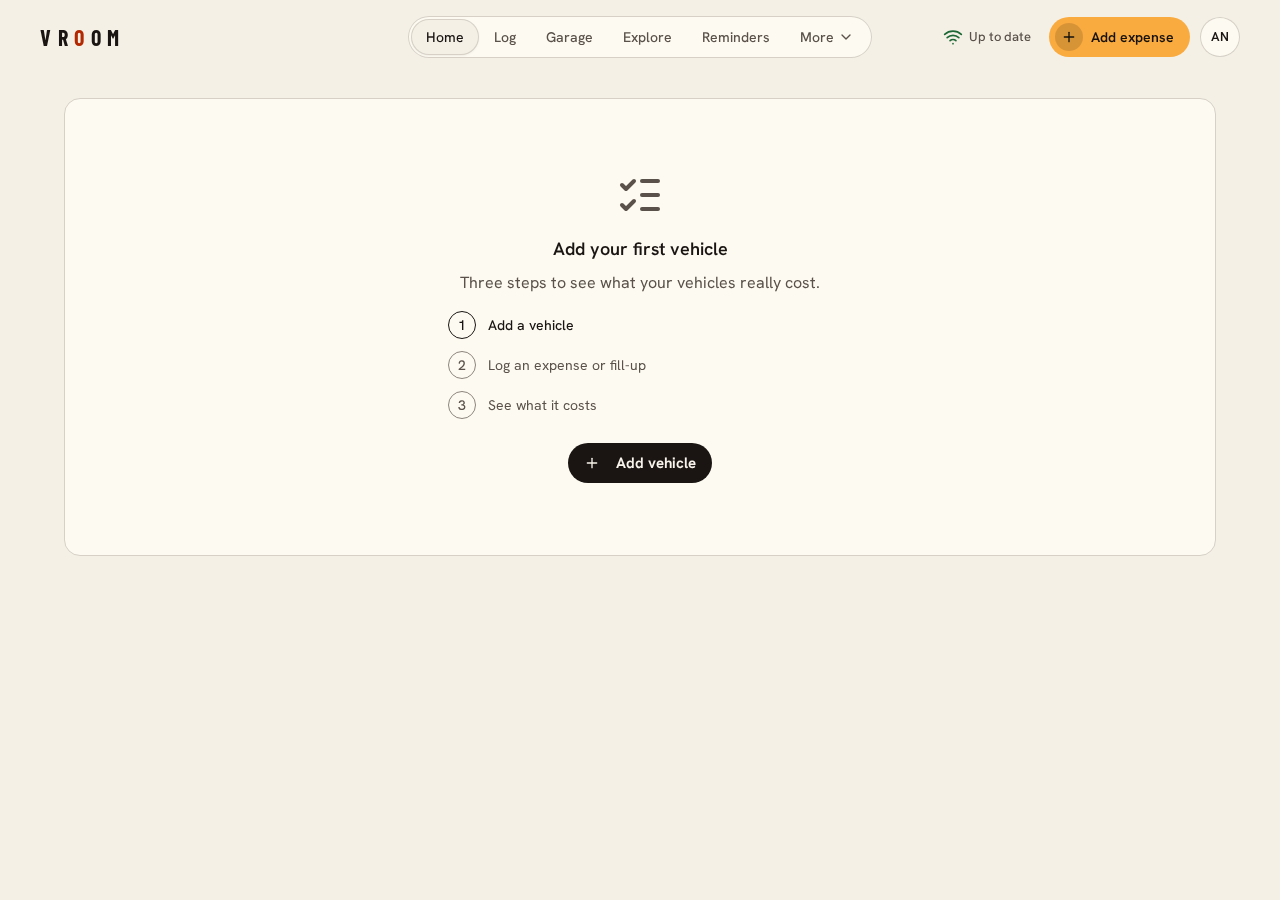 VROOM
Home
Log
Garage
Explore
Reminders
More
Up to date
Add expense
AN
Add your first vehicle
Three steps to see what your vehicles really cost.
1 Add a vehicle
2 Log an expense or fill-up
3 See what it costs
Add vehicle